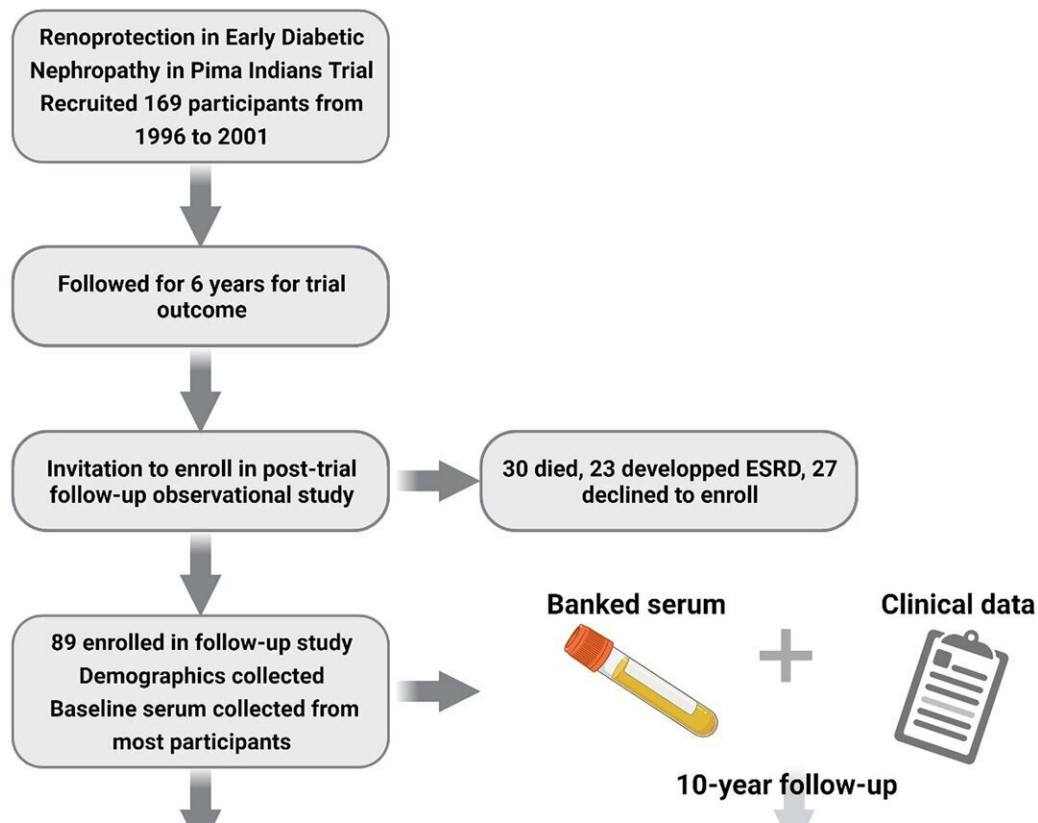 Renoprotection in Early Diabetic
Nephropathy in Pima Indians Trial
Recruited 169 participants from
1996 to 2001
Followed for 6 years for trial
outcome
Invitation to enroll in post-trial
follow-up observational study
30 died, 23 developped ESRD, 27
declined to enroll
89 enrolled in follow-up study
Demographics collected
Baseline serum collected from
most participants
Banked serum
Clinical data
10-year follow-up